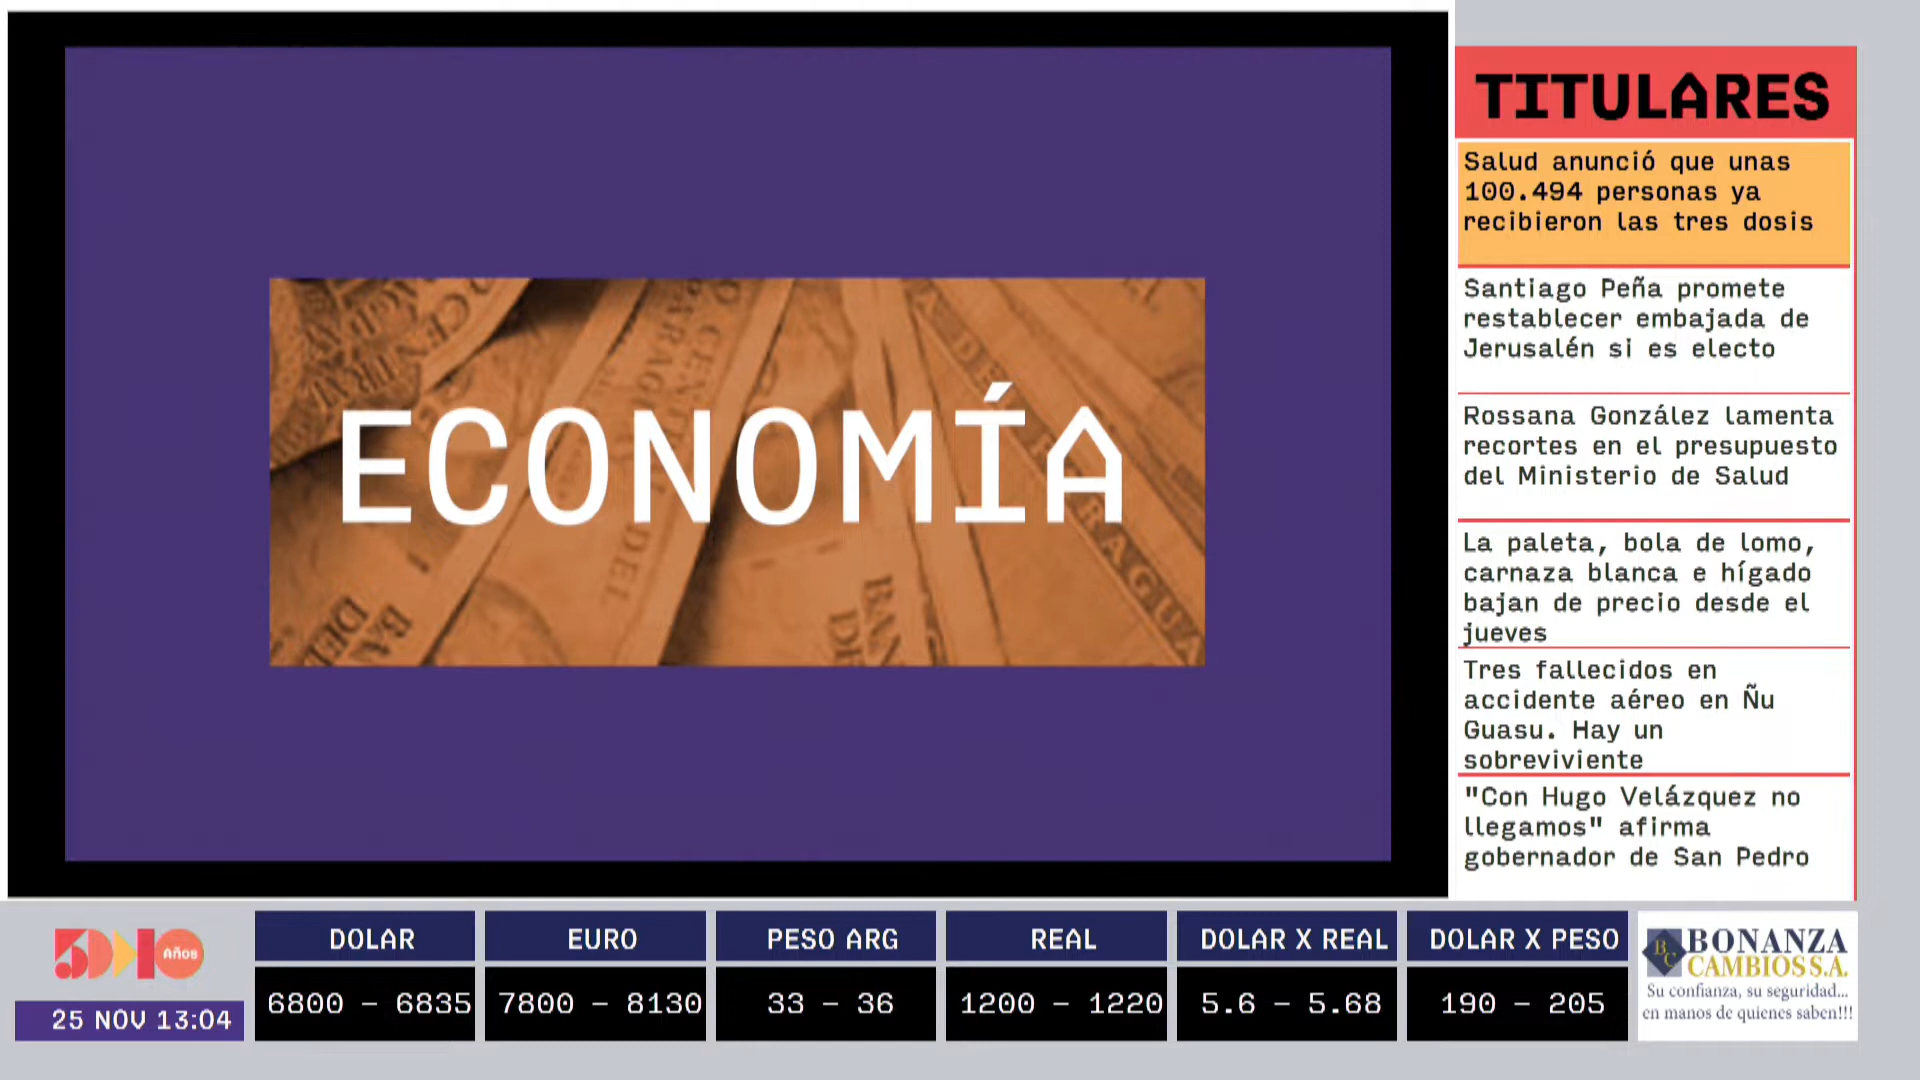 ECONOMÍA
TITULARES
Salud anunció que unas
100.494 personas ya
recibieron las tres dosis
Santiago Peña promete
restablecer embajada de
Jerusalén si es electo
Rossana González lamenta
recortes en el presupuesto
del Ministerio de Salud
La paleta, bola de lomo,
carnaza blanca e hígado
bajan de precio desde el
jueves
Tres fallecidos en
accidente aéreo en Ñu
Guasu. Hay un
sobreviviente
"Con Hugo Velázquez no
llegamos" afirma
gobernador de San Pedro
Años
25 NOV 13:04
DOLAR
6800 - 6835
EURO
7800 - 8130
PESO ARG
33 - 36
REAL
1200 - 1220
DOLAR X REAL
5.6 - 5.68
DOLAR X PESO
190 - 205
BONANZA
CAMBIOS S.A.
Su confianza, su seguridad...
en manos de quienes saben!!!